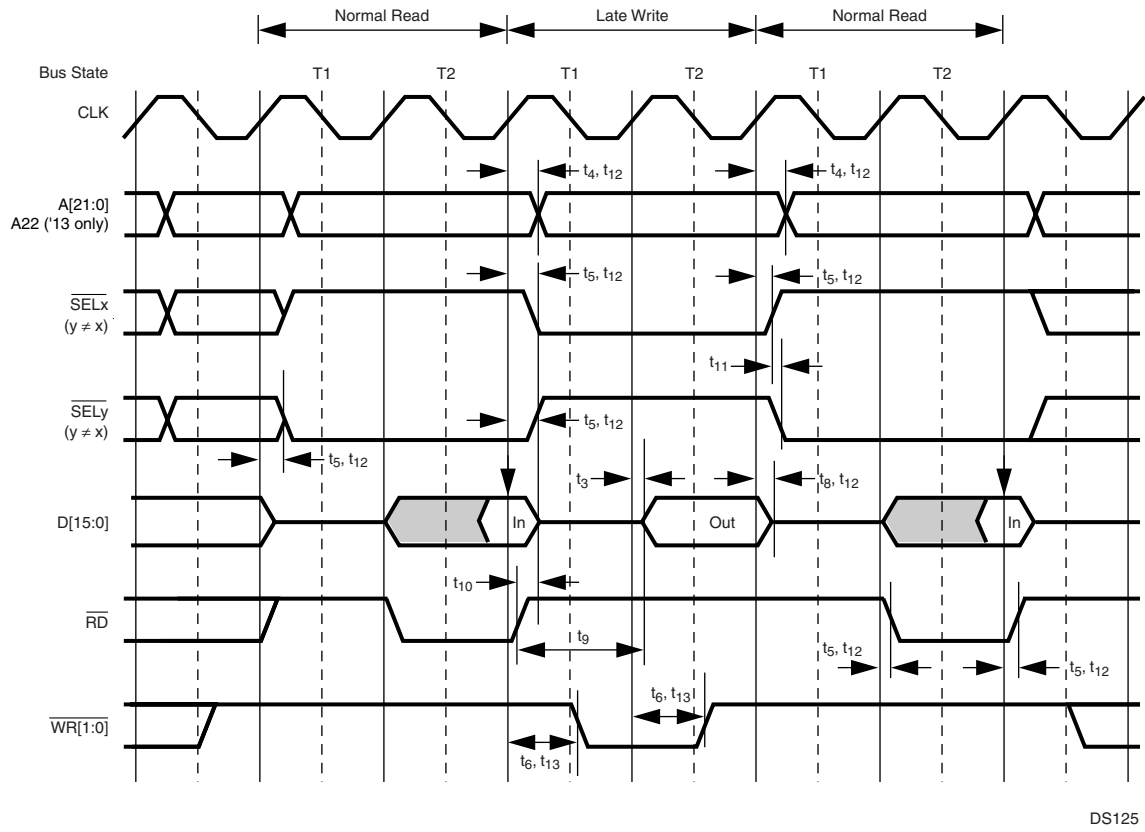 Normal Read Late Write Normal Read
Bus State T1 T2 T1 T2 T1 T2
CLK
t4, t12 t4, t12
A[21:0]
A22 ('13 only)
t5, t12 t5, t12
SELx
(y ≠ x)
t11
SELy
(y ≠ x)
t5, t12
t5, t12
t3 t8, t12
D[15:0] In Out In
t10
RD
t9
t5, t12 t5, t12
t6, t13
WR[1:0]
t6, t13
DS125